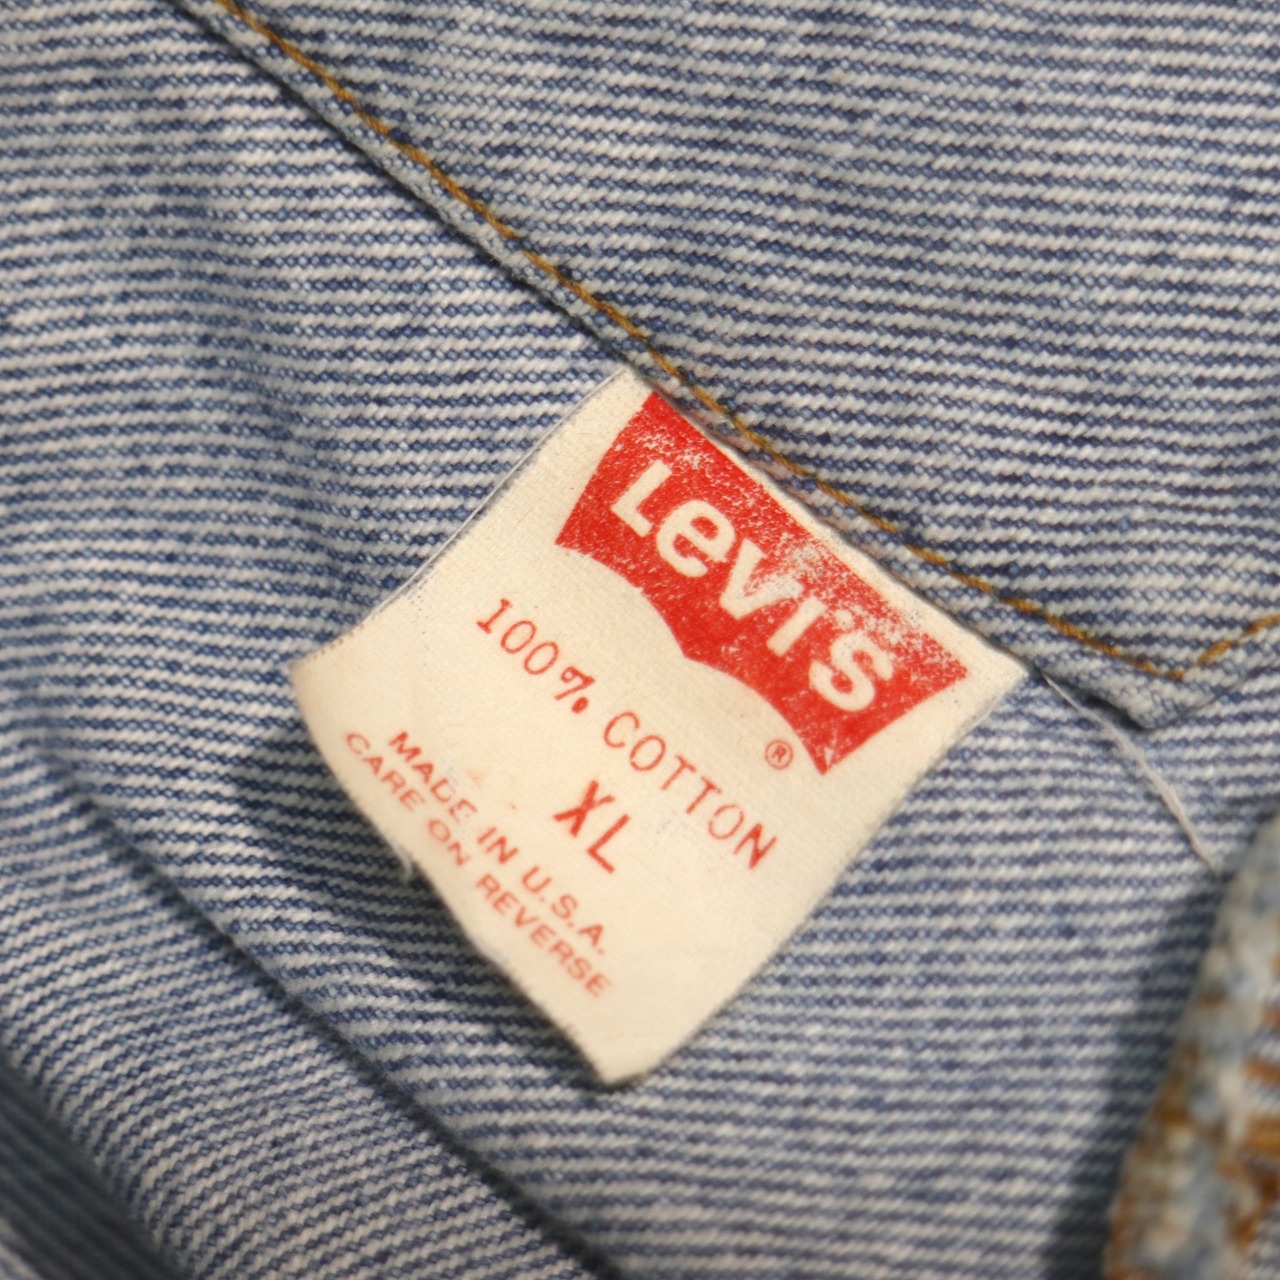 LEVI'S
®
100% COTTON
XL
MADE IN U.S.A.
CARE ON REVERSE